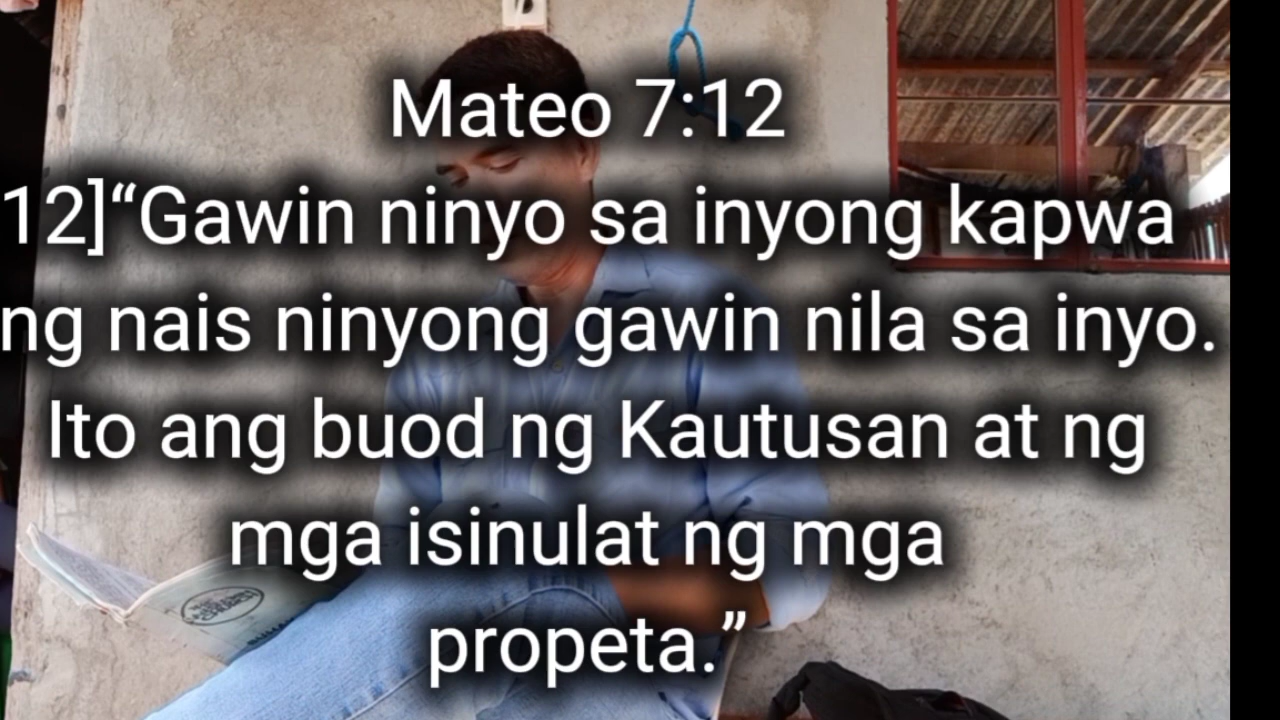 Mateo 7:12
12]“Gawin ninyo sa inyong kapwa
ng nais ninyong gawin nila sa inyo.
Ito ang buod ng Kautusan at ng
mga isinulat ng mga
propeta.”